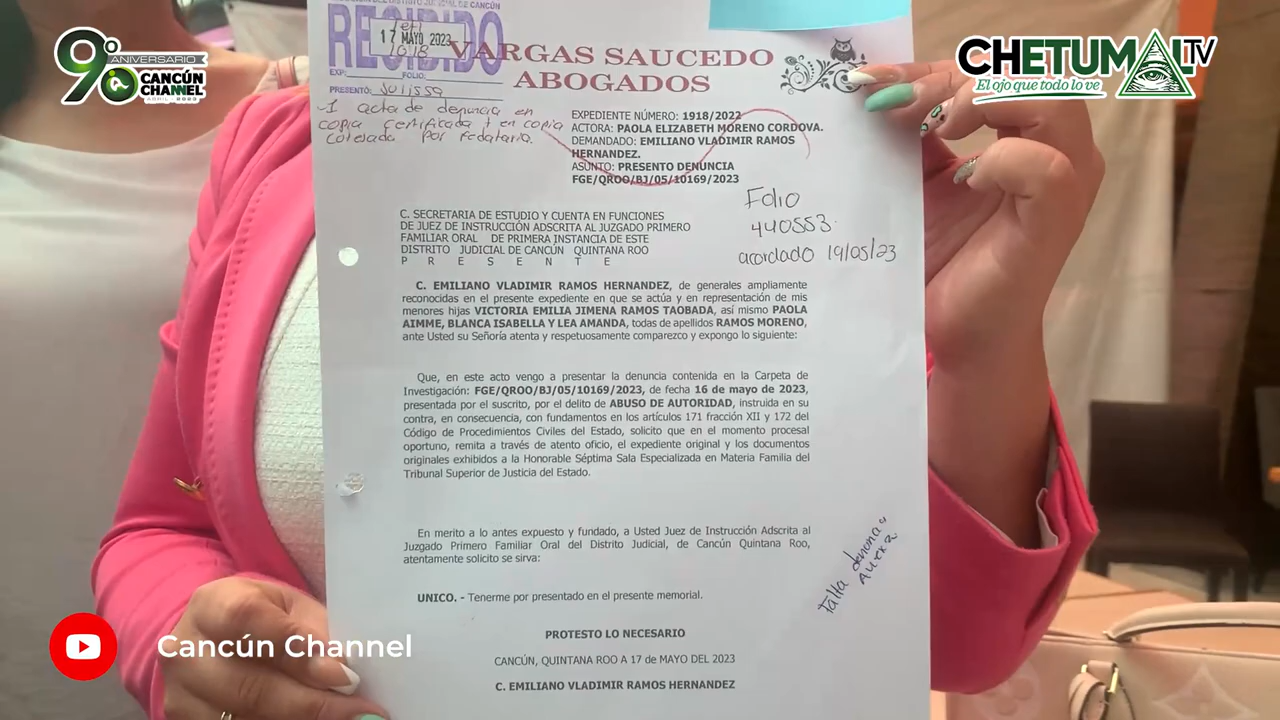 9º
ANIVERSARIO
CANCÚN
CHANNEL
ABRIL - 2023
CHETUMAL TV
El ojo que todo lo ve
DISTRITO JUDICIAL DE CANCÚN
RECIBIDO
17 MAYO 2023
EXP: FOLIO:
PRESENTÓ:
VARGAS SAUCEDO
ABOGADOS
1 acta de denuncia en
copia certificada y en copia
cotejada por fedataria.
EXPEDIENTE NÚMERO: 1918/2022
ACTORA: PAOLA ELIZABETH MORENO CORDOVA.
DEMANDADO: EMILIANO VLADIMIR RAMOS
HERNANDEZ.
ASUNTO: PRESENTO DENUNCIA
FGE/QROO/BJ/05/10169/2023
Folio
440553
acordado 19/05/23
C. SECRETARIA DE ESTUDIO Y CUENTA EN FUNCIONES
DE JUEZ DE INSTRUCCIÓN ADSCRITA AL JUZGADO PRIMERO
FAMILIAR ORAL DE PRIMERA INSTANCIA DE ESTE
DISTRITO JUDICIAL DE CANCÚN QUINTANA ROO
P R E S E N T E
C. EMILIANO VLADIMIR RAMOS HERNANDEZ, de generales ampliamente
reconocidas en el presente expediente en que se actúa y en representación de mis
menores hijas VICTORIA EMILIA JIMENA RAMOS TAOBADA, así mismo PAOLA
AIMME, BLANCA ISABELLA Y LEA AMANDA, todas de apellidos RAMOS MORENO,
ante Usted su Señoría atenta y respetuosamente comparezco y expongo lo siguiente:
Que, en este acto vengo a presentar la denuncia contenida en la Carpeta de
Investigación: FGE/QROO/BJ/05/10169/2023, de fecha 16 de mayo de 2023,
presentada por el suscrito, por el delito de ABUSO DE AUTORIDAD, instruida en su
contra, en consecuencia, con fundamentos en los artículos 171 fracción XII y 172 del
Código de Procedimientos Civiles del Estado, solicito que en el momento procesal
oportuno, remita a través de atento oficio, el expediente original y los documentos
originales exhibidos a la Honorable Séptima Sala Especializada en Materia Familia del
Tribunal Superior de Justicia del Estado.
En merito a lo antes expuesto y fundado, a Usted Juez de Instrucción Adscrita al
Juzgado Primero Familiar Oral del Distrito Judicial, de Cancún Quintana Roo,
atentamente solicito se sirva:
UNICO. - Tenerme por presentado en el presente memorial.
Falta
PROTESTO LO NECESARIO
CANCÚN, QUINTANA ROO A 17 de MAYO DEL 2023
C. EMILIANO VLADIMIR RAMOS HERNANDEZ
Cancún Channel